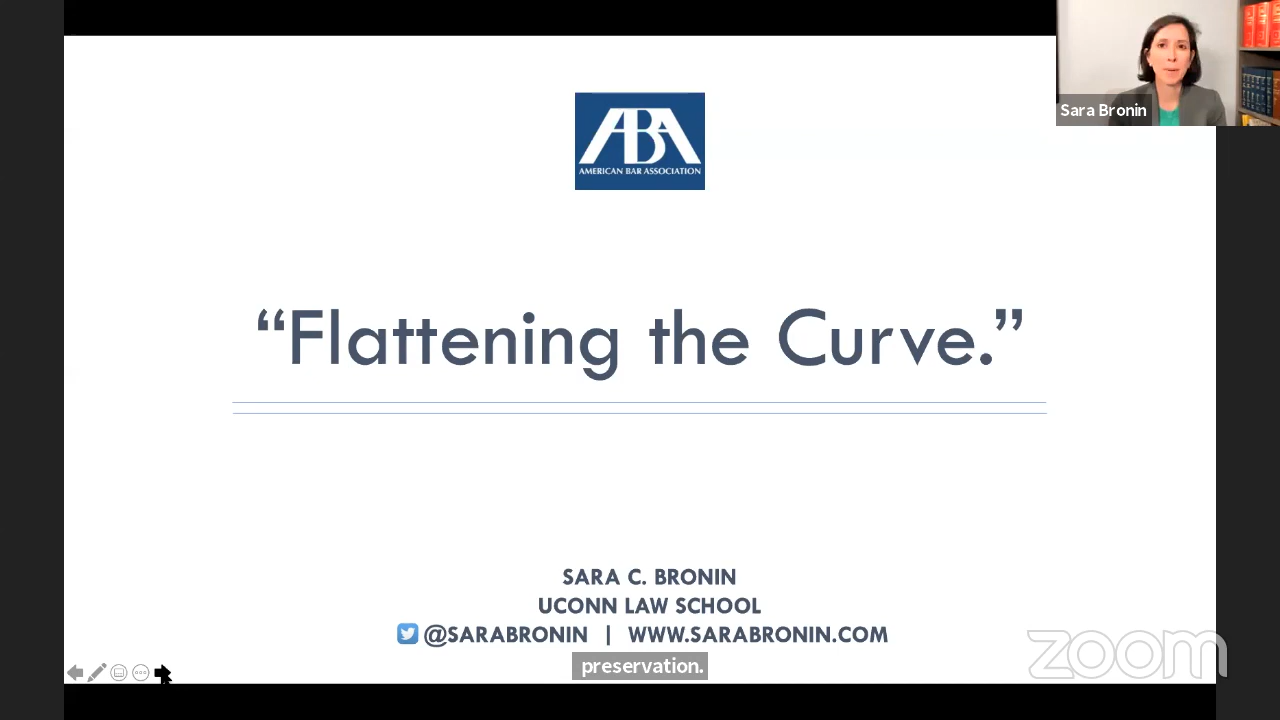 Sara Bronin
ABA
AMERICAN BAR ASSOCIATION
“Flattening the Curve.”
SARA C. BRONIN
UCONN LAW SCHOOL
@SARABRONIN | WWW.SARABRONIN.COM
preservation.
zoom